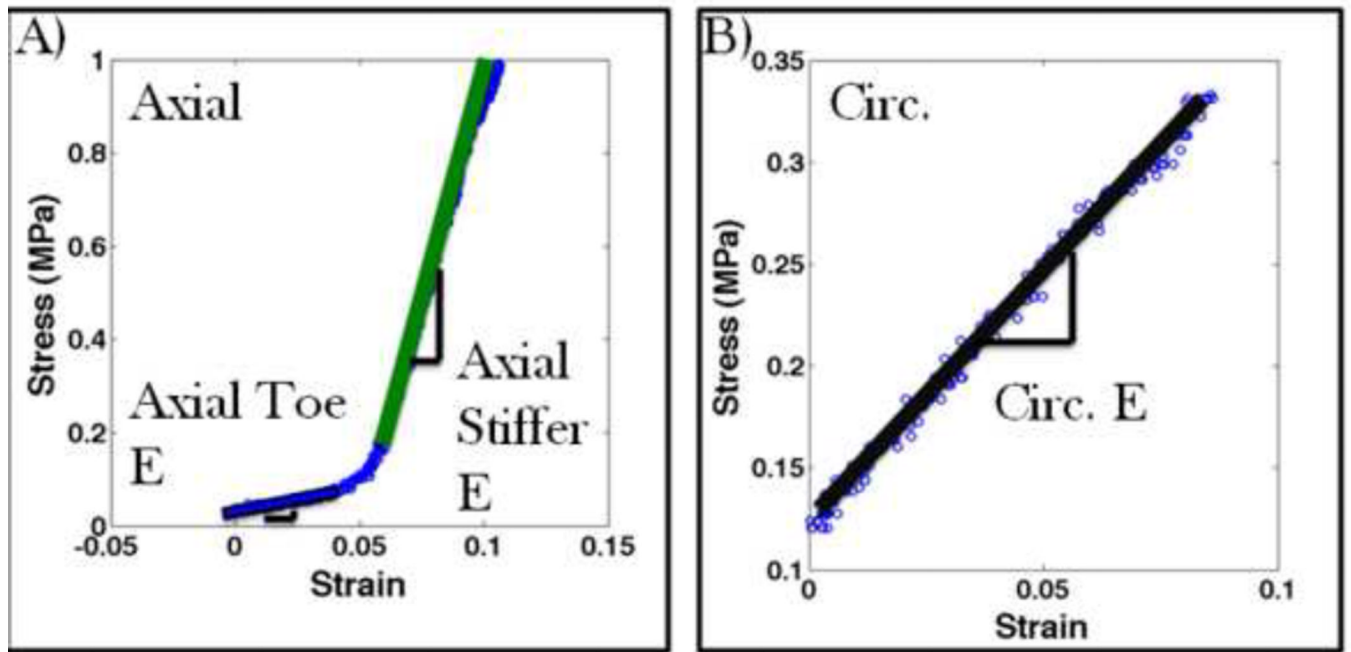 A)
Axial
Stress (MPa)
1
0.8
0.6
0.4
0.2
0
Axial Toe
E
Axial
Stiffer
E
-0.05
0
0.05
0.1
0.15
Strain
B)
Circ.
Stress (MPa)
0.35
0.3
0.25
0.2
0.15
0.1
Circ. E
0
0.05
0.1
Strain